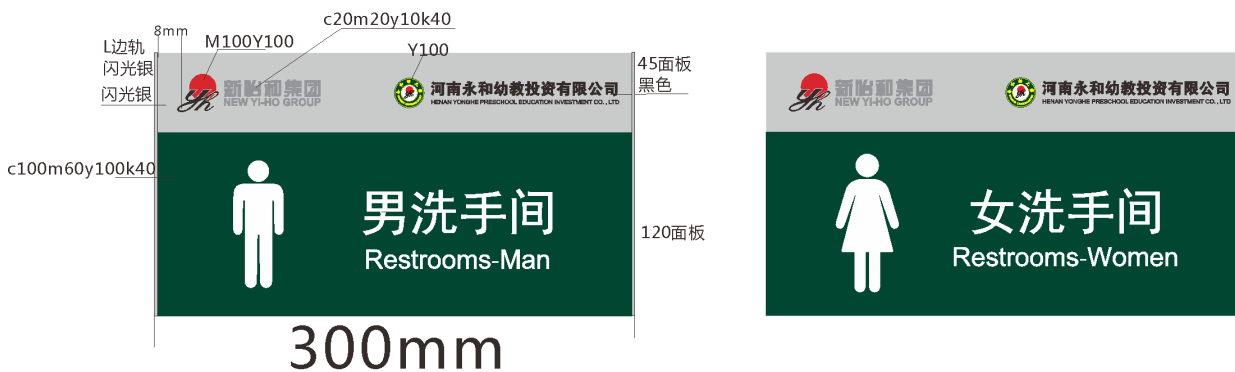 c20m20y10k40
8mm
L边轨
M100Y100
Y100
闪光银
45面板
闪光银
黑色
新怡和集团
NEW YI-HO GROUP
河南永和幼教投资有限公司
HENAN YONGHE PRESCHOOL EDUCATION INVESTMENT CO., LTD
c100m60y100k40
男洗手间
Restrooms-Man
120面板
300mm
新怡和集团
NEW YI-HO GROUP
河南永和幼教投资有限公司
HENAN YONGHE PRESCHOOL EDUCATION INVESTMENT CO., LTD
女洗手间
Restrooms-Women